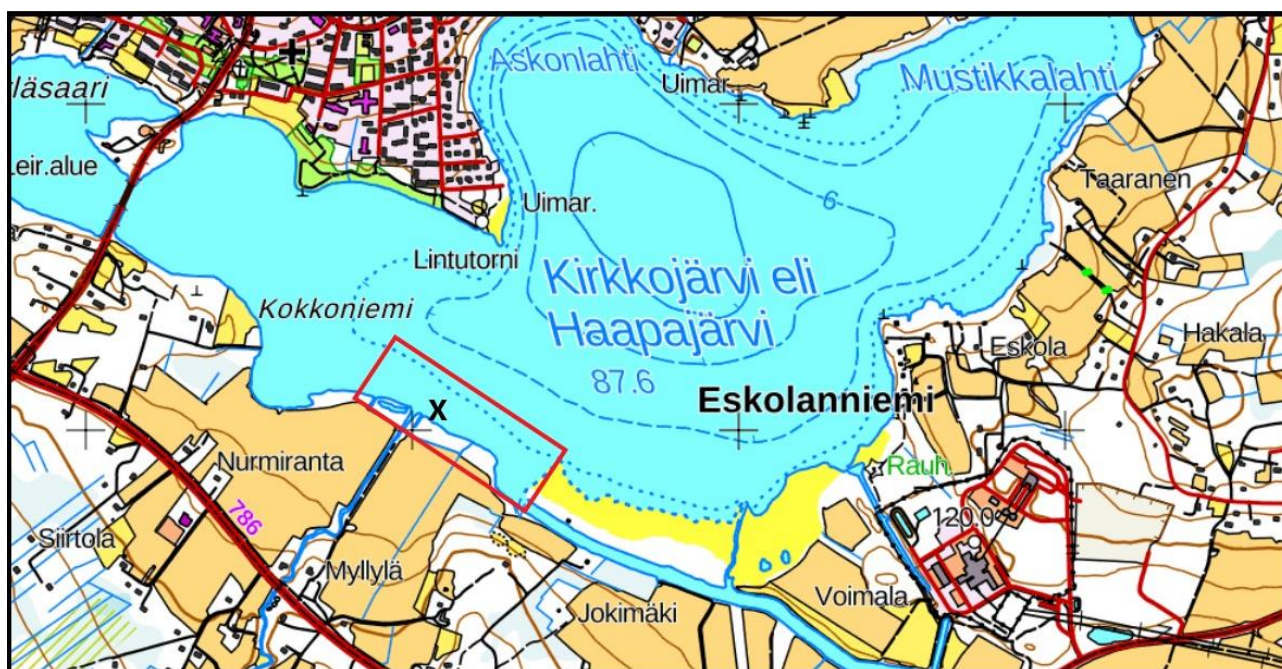 Askonlahti
Uimar.
Mustikkalahti
läsaari
eir.alue
6
Taaranen
Uimar.
Lintutorni
Kirkkojärvi eli
Haapajärvi
Kokkoniemi
87.6
Hakala
Eskola
Eskolanniemi
x
Nurmiranta
Rauh.
786
120.0
Siirtola
Myllylä
Voimala
Jokimäki